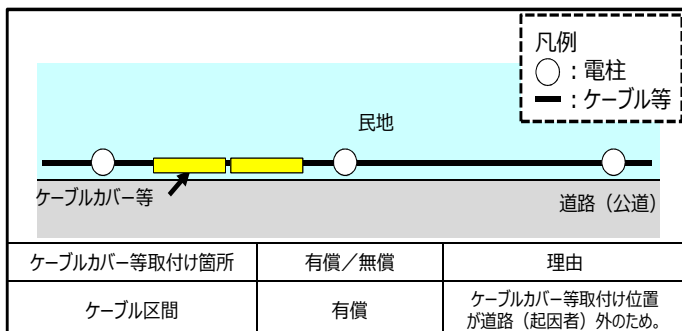 凡例
：電柱
：ケーブル等
民地
ケーブルカバー等
道路（公道）
ケーブルカバー等取付け箇所 有償／無償 理由
ケーブル区間 有償 ケーブルカバー等取付け位置
が道路（起因者）外のため。